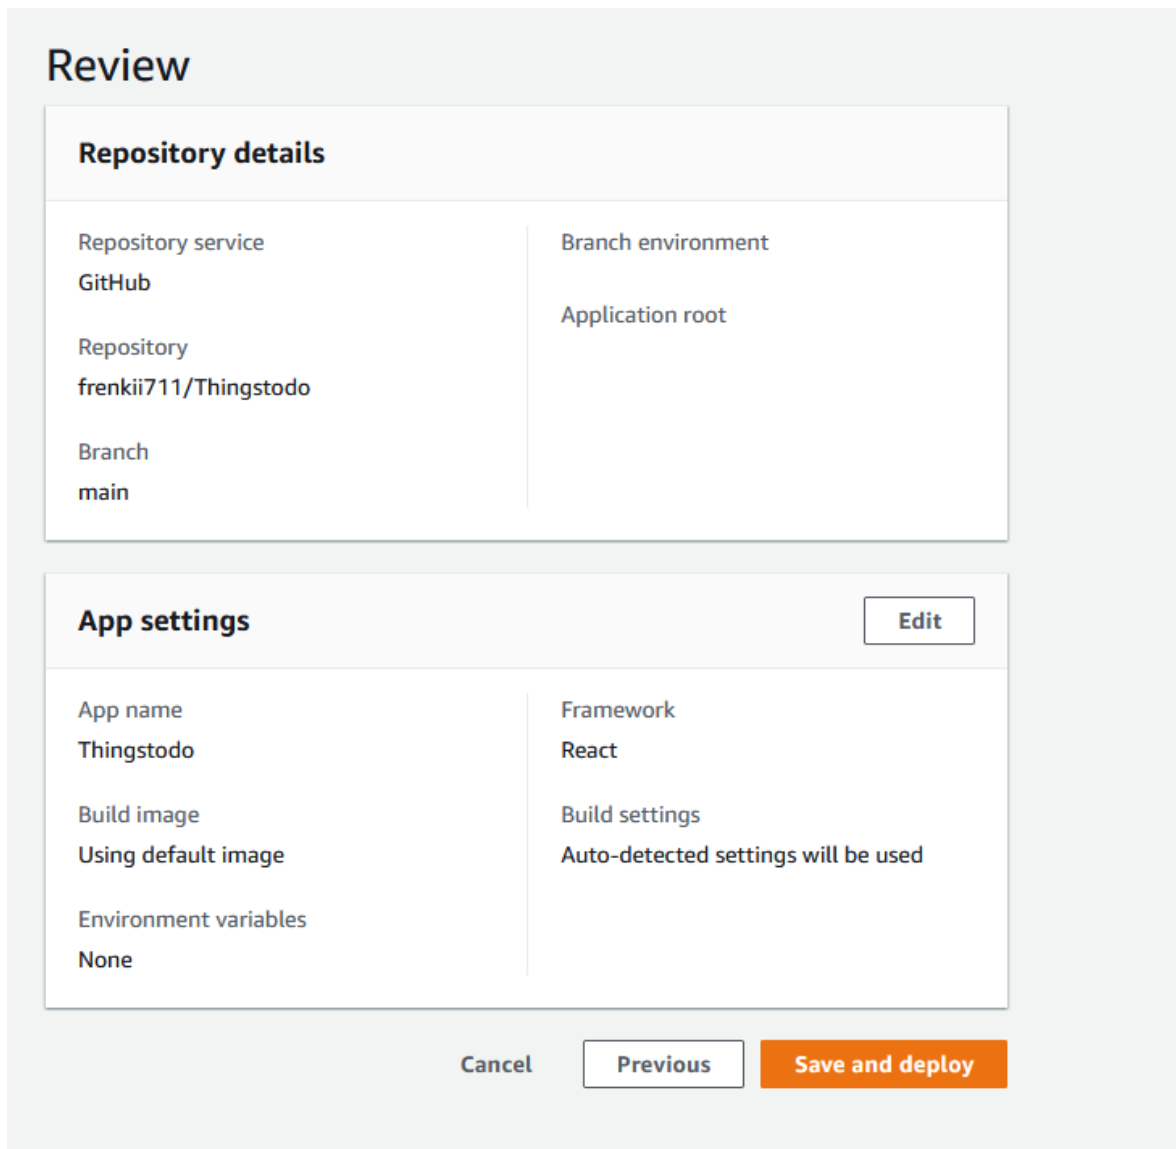 Review
Repository details
Repository service
GitHub
Repository
frenkii711/Thingstodo
Branch
main
Branch environment
Application root
App settings
Edit
App name
Thingstodo
Build image
Using default image
Environment variables
None
Framework
React
Build settings
Auto-detected settings will be used
Cancel
Previous
Save and deploy